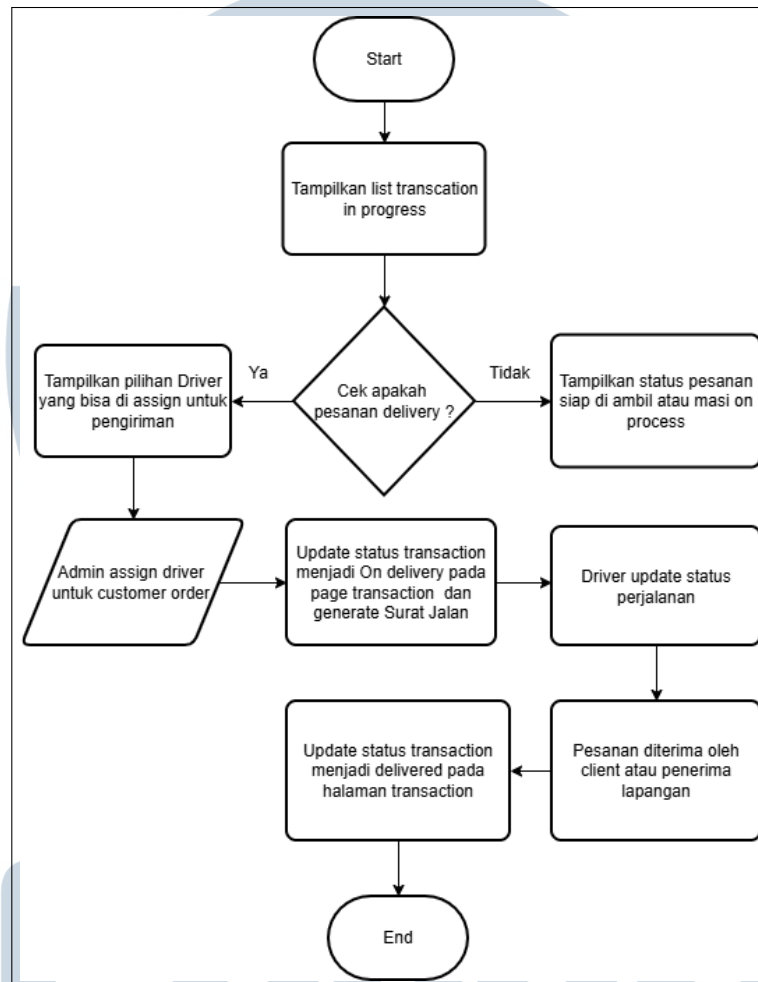 Start
Tampilkan list transcation
in progress
Cek apakah
pesanan delivery ?
Ya
Tidak
Tampilkan pilihan Driver
yang bisa di assign untuk
pengiriman
Tampilkan status pesanan
siap di ambil atau masi on
process
Admin assign driver
untuk customer order
Update status transaction
menjadi On delivery pada
page transaction dan
generate Surat Jalan
Driver update status
perjalanan
Pesanan diterima oleh
client atau penerima
lapangan
Update status transaction
menjadi delivered pada
halaman transaction
End